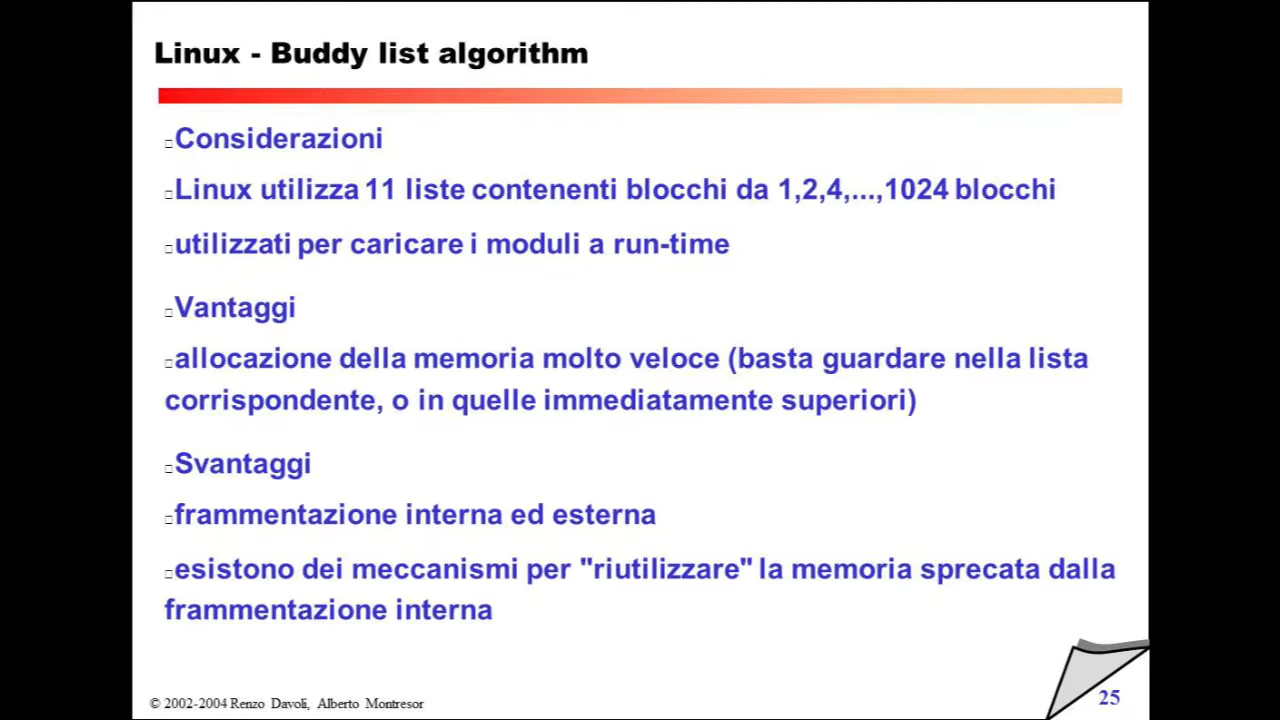 Linux - Buddy list algorithm
Considerazioni
Linux utilizza 11 liste contenenti blocchi da 1,2,4,...,1024 blocchi
utilizzati per caricare i moduli a run-time
Vantaggi
allocazione della memoria molto veloce (basta guardare nella lista
corrispondente, o in quelle immediatamente superiori)
Svantaggi
frammentazione interna ed esterna
esistono dei meccanismi per "riutilizzare" la memoria sprecata dalla
frammentazione interna
© 2002-2004 Renzo Davoli, Alberto Montresor
25